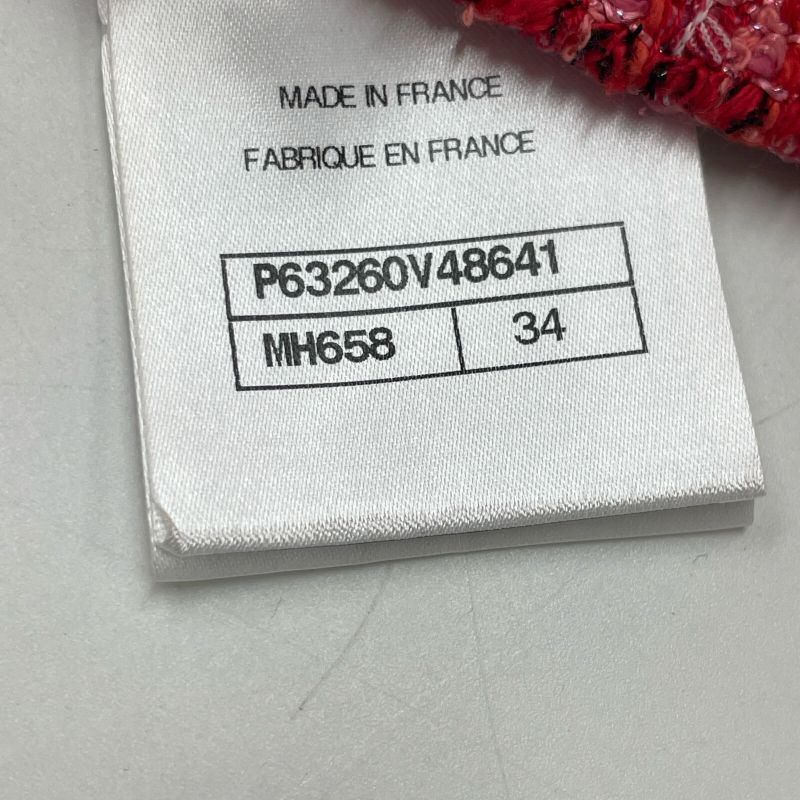 MADE IN FRANCE
FABRIQUE EN FRANCE
P63260V48641
MH658 34